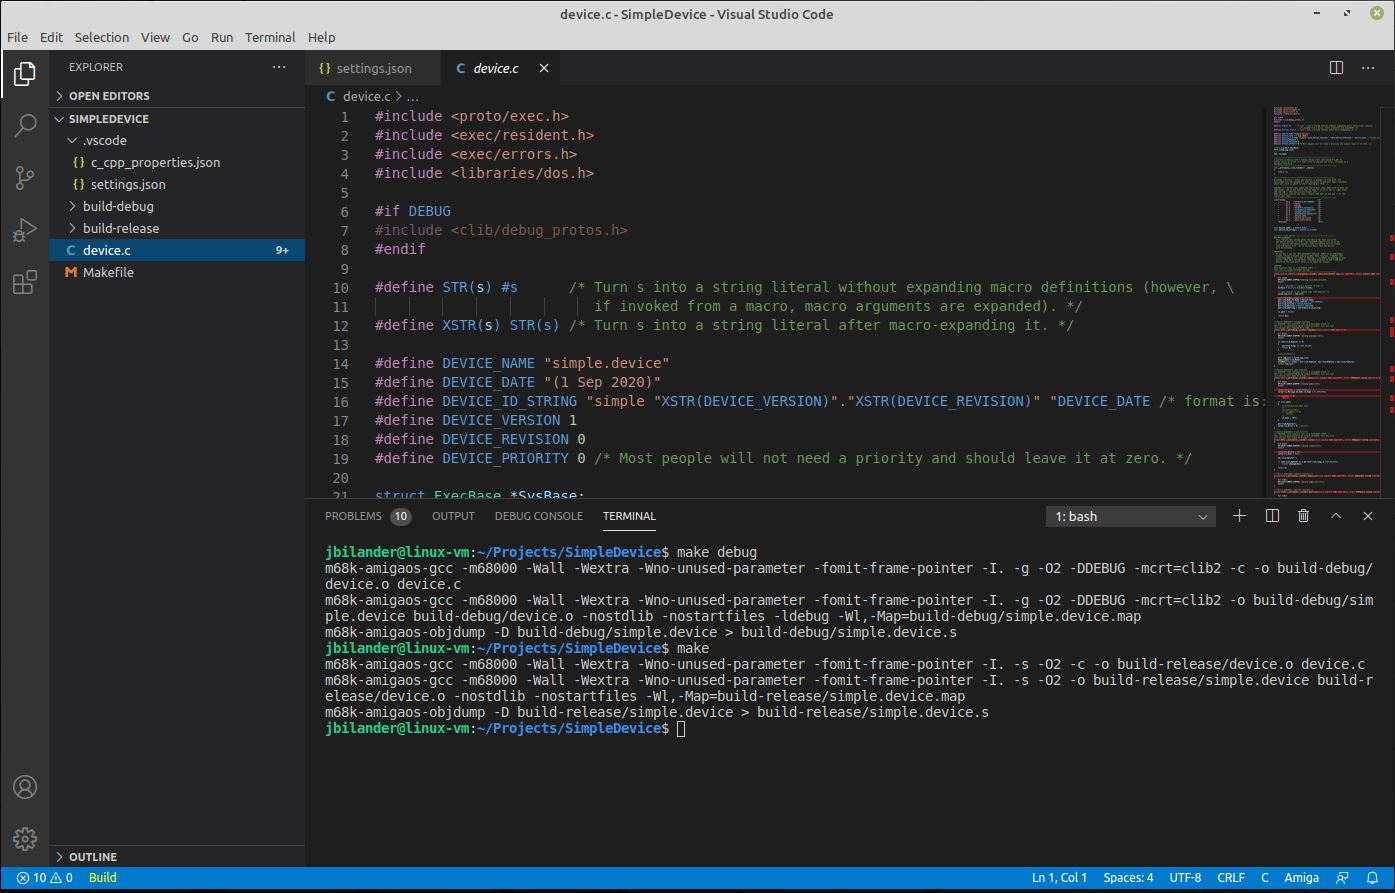 device.c - SimpleDevice - Visual Studio Code
File Edit Selection View Go Run Terminal Help
EXPLORER
OPEN EDITORS
SIMPLEDEVICE
.vscode
{} c_cpp_properties.json
{} settings.json
build-debug
build-release
C device.c 9+
M Makefile
OUTLINE
{} settings.json
C device.c
C device.c > ...
1 #include <proto/exec.h>
2 #include <exec/resident.h>
3 #include <exec/errors.h>
4 #include <libraries/dos.h>
5
6 #if DEBUG
7 #include <clib/debug_protos.h>
8 #endif
9
10 #define STR(s) #s /* Turn s into a string literal without expanding macro definitions (however, \
11 if invoked from a macro, macro arguments are expanded). */
12 #define XSTR(s) STR(s) /* Turn s into a string literal after macro-expanding it. */
13
14 #define DEVICE_NAME "simple.device"
15 #define DEVICE_DATE "(1 Sep 2020)"
16 #define DEVICE_ID_STRING "simple "XSTR(DEVICE_VERSION)"."XSTR(DEVICE_REVISION)" "DEVICE_DATE /* format is:
17 #define DEVICE_VERSION 1
18 #define DEVICE_REVISION 0
19 #define DEVICE_PRIORITY 0 /* Most people will not need a priority and should leave it at zero. */
20
21 struct ExecBase *SysBase;
PROBLEMS 10 OUTPUT DEBUG CONSOLE TERMINAL
1: bash
jbilander@linux-vm:~/Projects/SimpleDevice$ make debug
m68k-amigaos-gcc -m68000 -Wall -Wextra -Wno-unused-parameter -fomit-frame-pointer -I. -g -O2 -DDEBUG -mcrt=clib2 -c -o build-debug/
device.o device.c
m68k-amigaos-gcc -m68000 -Wall -Wextra -Wno-unused-parameter -fomit-frame-pointer -I. -g -O2 -DDEBUG -mcrt=clib2 -o build-debug/sim
ple.device build-debug/device.o -nostdlib -nostartfiles -ldebug -Wl,-Map=build-debug/simple.device.map
m68k-amigaos-objdump -D build-debug/simple.device > build-debug/simple.device.s
jbilander@linux-vm:~/Projects/SimpleDevice$ make
m68k-amigaos-gcc -m68000 -Wall -Wextra -Wno-unused-parameter -fomit-frame-pointer -I. -s -O2 -c -o build-release/device.o device.c
m68k-amigaos-gcc -m68000 -Wall -Wextra -Wno-unused-parameter -fomit-frame-pointer -I. -s -O2 -o build-release/simple.device build-r
elease/device.o -nostdlib -nostartfiles -Wl,-Map=build-release/simple.device.map
m68k-amigaos-objdump -D build-release/simple.device > build-release/simple.device.s
jbilander@linux-vm:~/Projects/SimpleDevice$
10 0 Build
Ln 1, Col 1 Spaces: 4 UTF-8 CRLF C Amiga